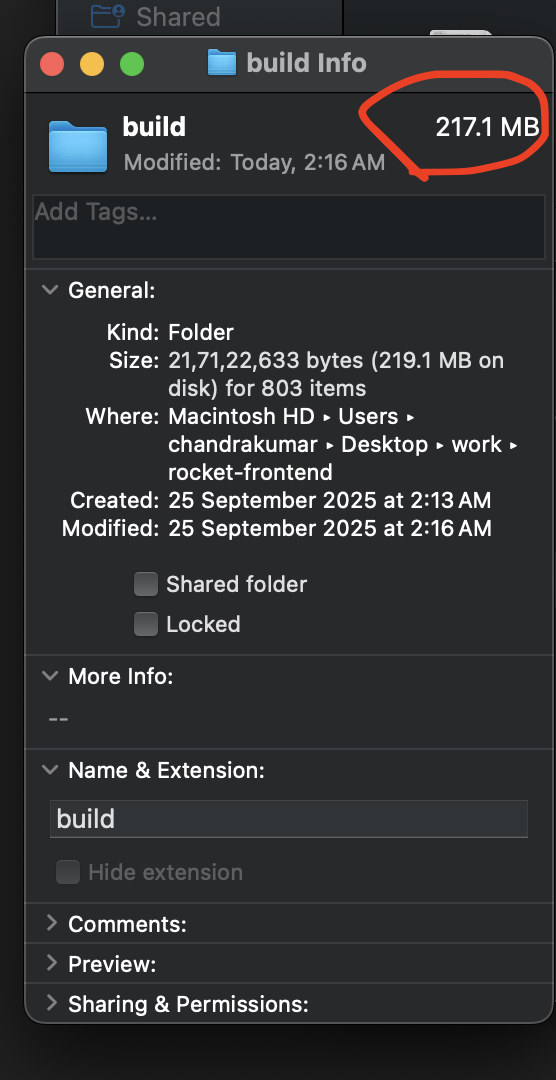 Shared
build Info
build
217.1 MB
Modified: Today, 2:16 AM
Add Tags...
General:
Kind: Folder
Size: 21,71,22,633 bytes (219.1 MB on
disk) for 803 items
Where: Macintosh HD ▸ Users ▸
chandrakumar ▸ Desktop ▸ work ▸
rocket-frontend
Created: 25 September 2025 at 2:13 AM
Modified: 25 September 2025 at 2:16 AM
Shared folder
Locked
More Info:
--
Name & Extension:
build
Hide extension
Comments:
Preview:
Sharing & Permissions: